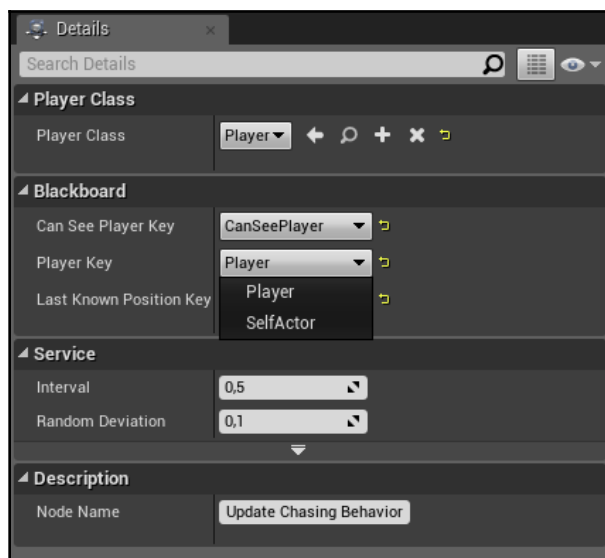 Details
Search Details
Player Class
Player Class Player
Blackboard
Can See Player Key CanSeePlayer
Player Key Player
Player
Last Known Position Key
SelfActor
Service
Interval 0,5
Random Deviation 0,1
Description
Node Name Update Chasing Behavior